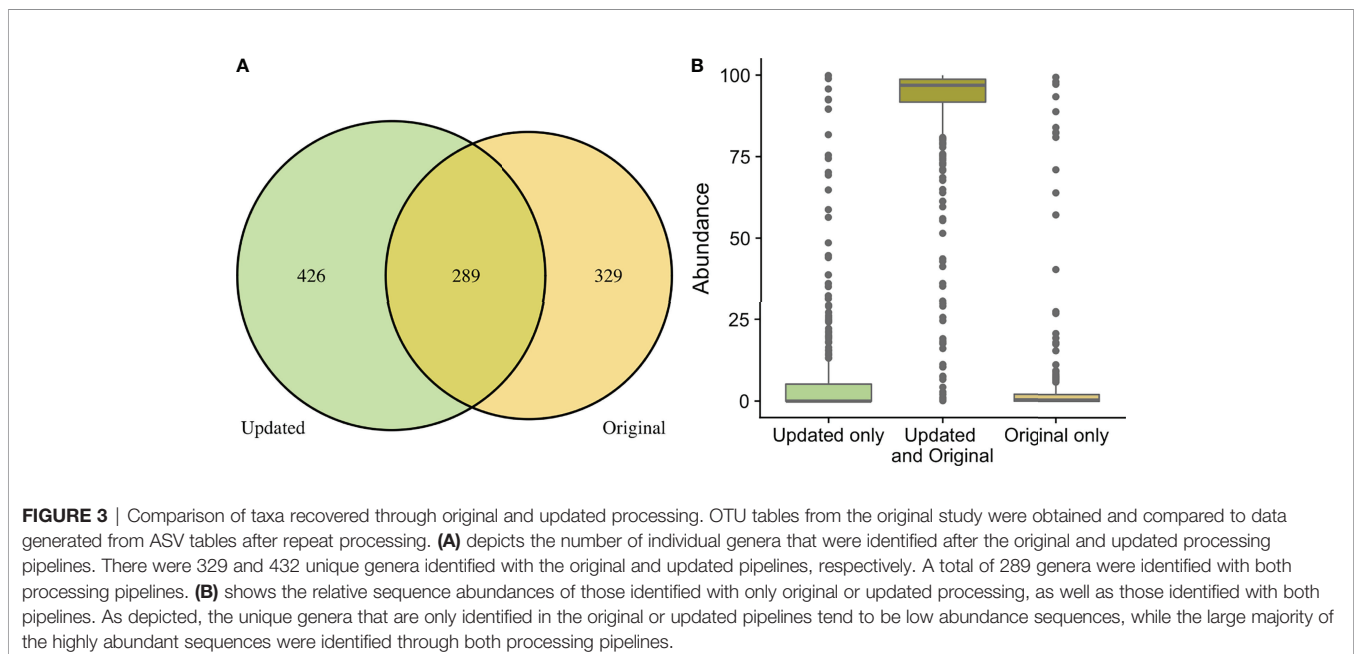 A
426
289
329
Updated
Original
B
Abundance
100
75
50
25
0
Updated only
Updated
and Original
Original only
FIGURE 3 | Comparison of taxa recovered through original and updated processing. OTU tables from the original study were obtained and compared to data
generated from ASV tables after repeat processing. (A) depicts the number of individual genera that were identified after the original and updated processing
pipelines. There were 329 and 432 unique genera identified with the original and updated pipelines, respectively. A total of 289 genera were identified with both
processing pipelines. (B) shows the relative sequence abundances of those identified with only original or updated processing, as well as those identified with both
pipelines. As depicted, the unique genera that are only identified in the original or updated pipelines tend to be low abundance sequences, while the large majority of
the highly abundant sequences were identified through both processing pipelines.